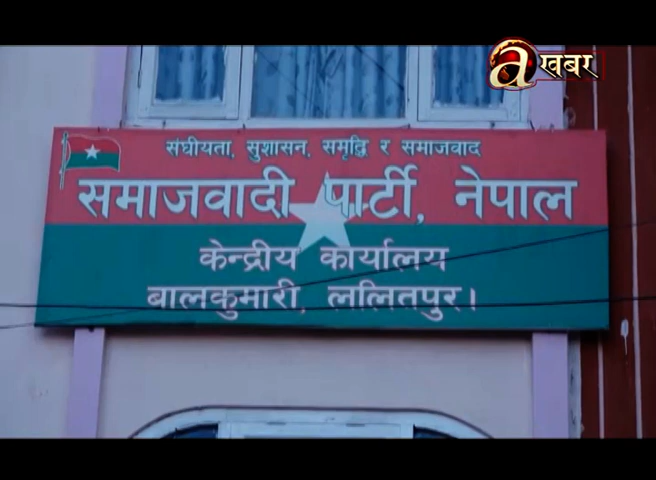 a खबर
संघीयता, सुशासन, समृद्धि र समाजवाद
समाजवादी पार्टी, नेपाल
केन्द्रीय कार्यालय
बालकुमारी, ललितपुर।